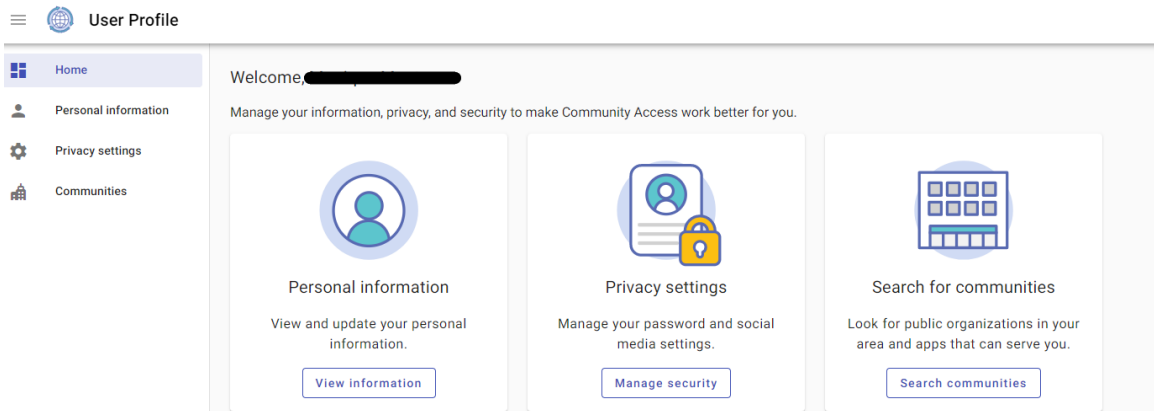 User Profile
Home
Personal information
Privacy settings
Communities
Welcome,
Manage your information, privacy, and security to make Community Access work better for you.
Personal information
View and update your personal
information.
View information
Privacy settings
Manage your password and social
media settings.
Manage security
Search for communities
Look for public organizations in your
area and apps that can serve you.
Search communities